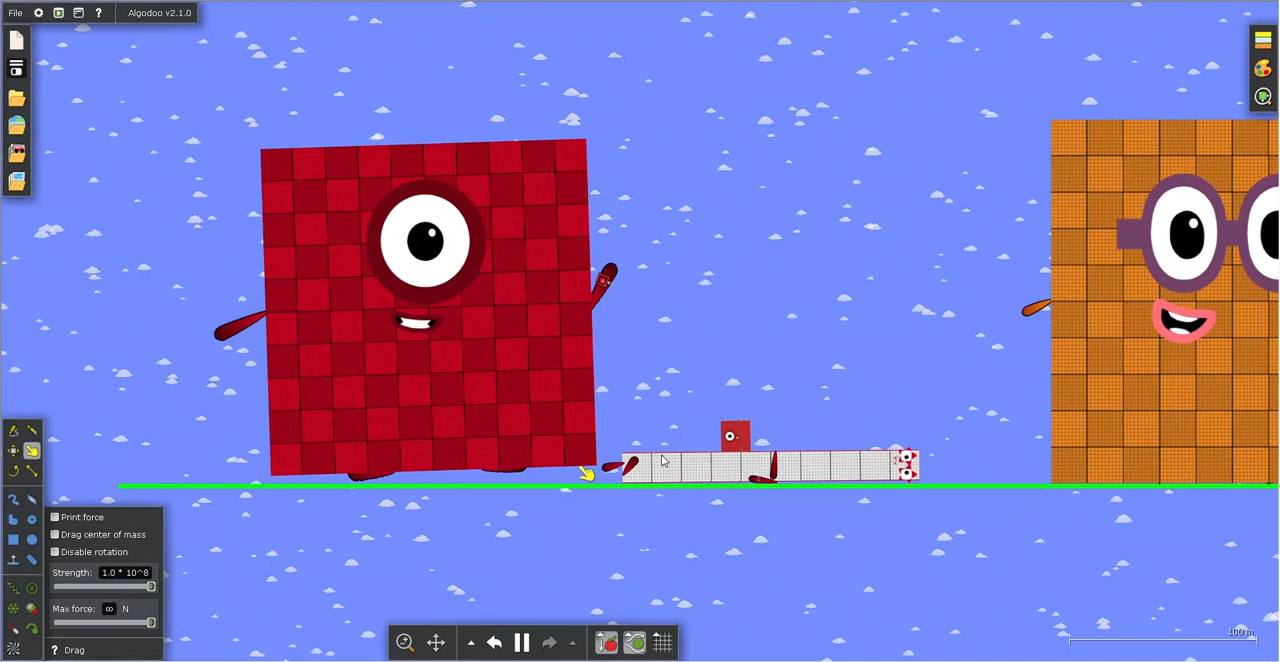 File ? Algodoo v2.1.0
Print force
Drag center of mass
Disable rotation
Strength: 1.0 * 10^8
Max force: ∞ N
? Drag
100 m